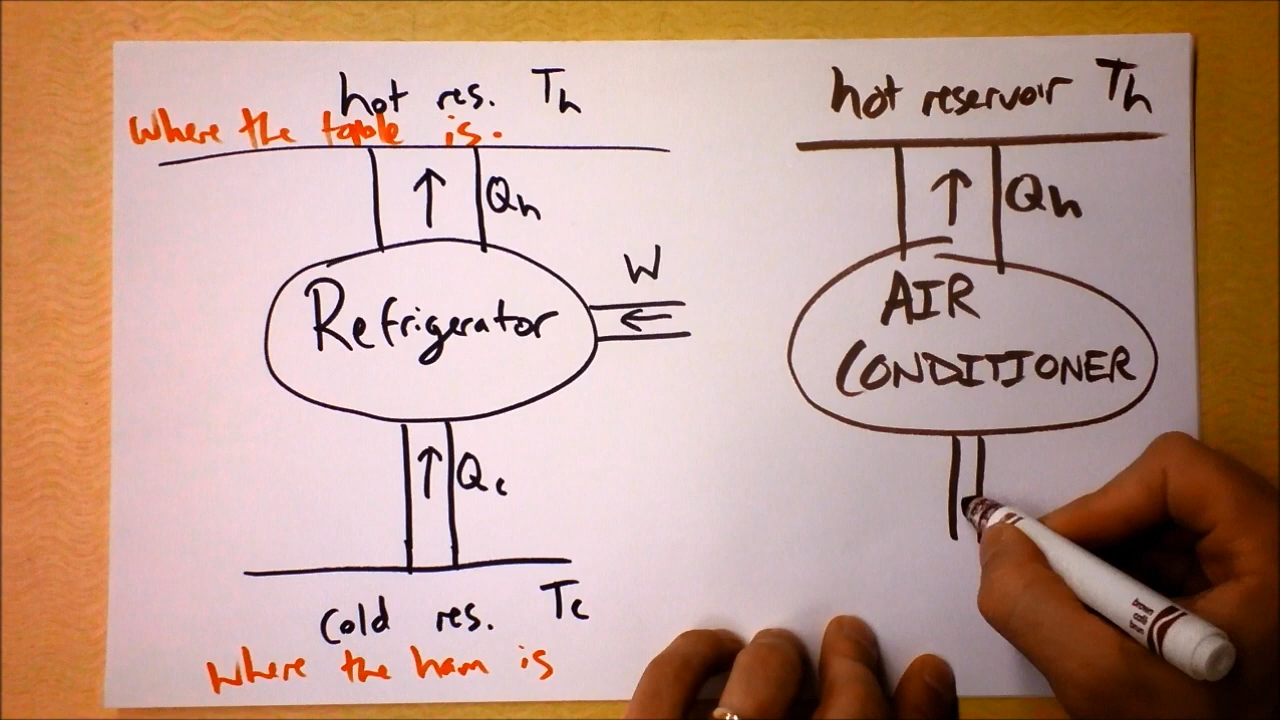 hot res. Th
Where the table is.
Qh
W
Refrigerator
Qc
Cold res. Tc
Where the ham is
hot reservoir Th
Qh
AIR
CONDITIONER
brown